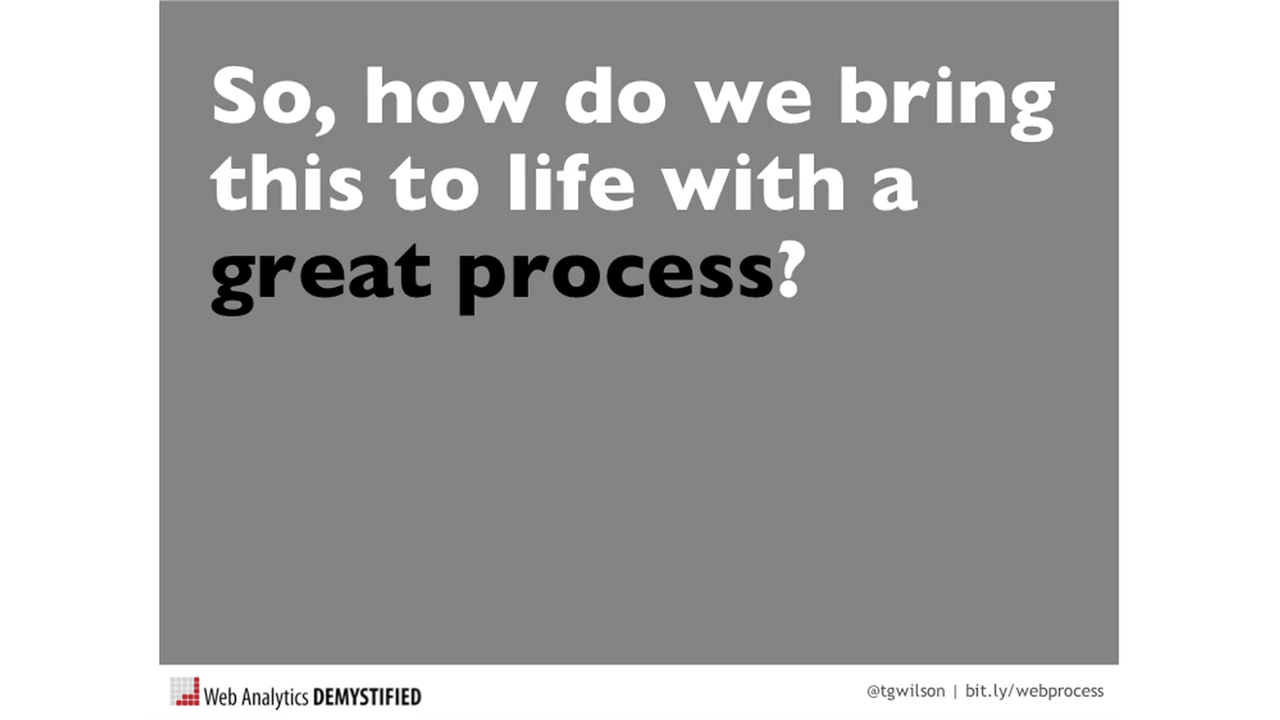 So, how do we bring
this to life with a
great process?
Web Analytics DEMYSTIFIED
@tgwilson | bit.ly/webprocess